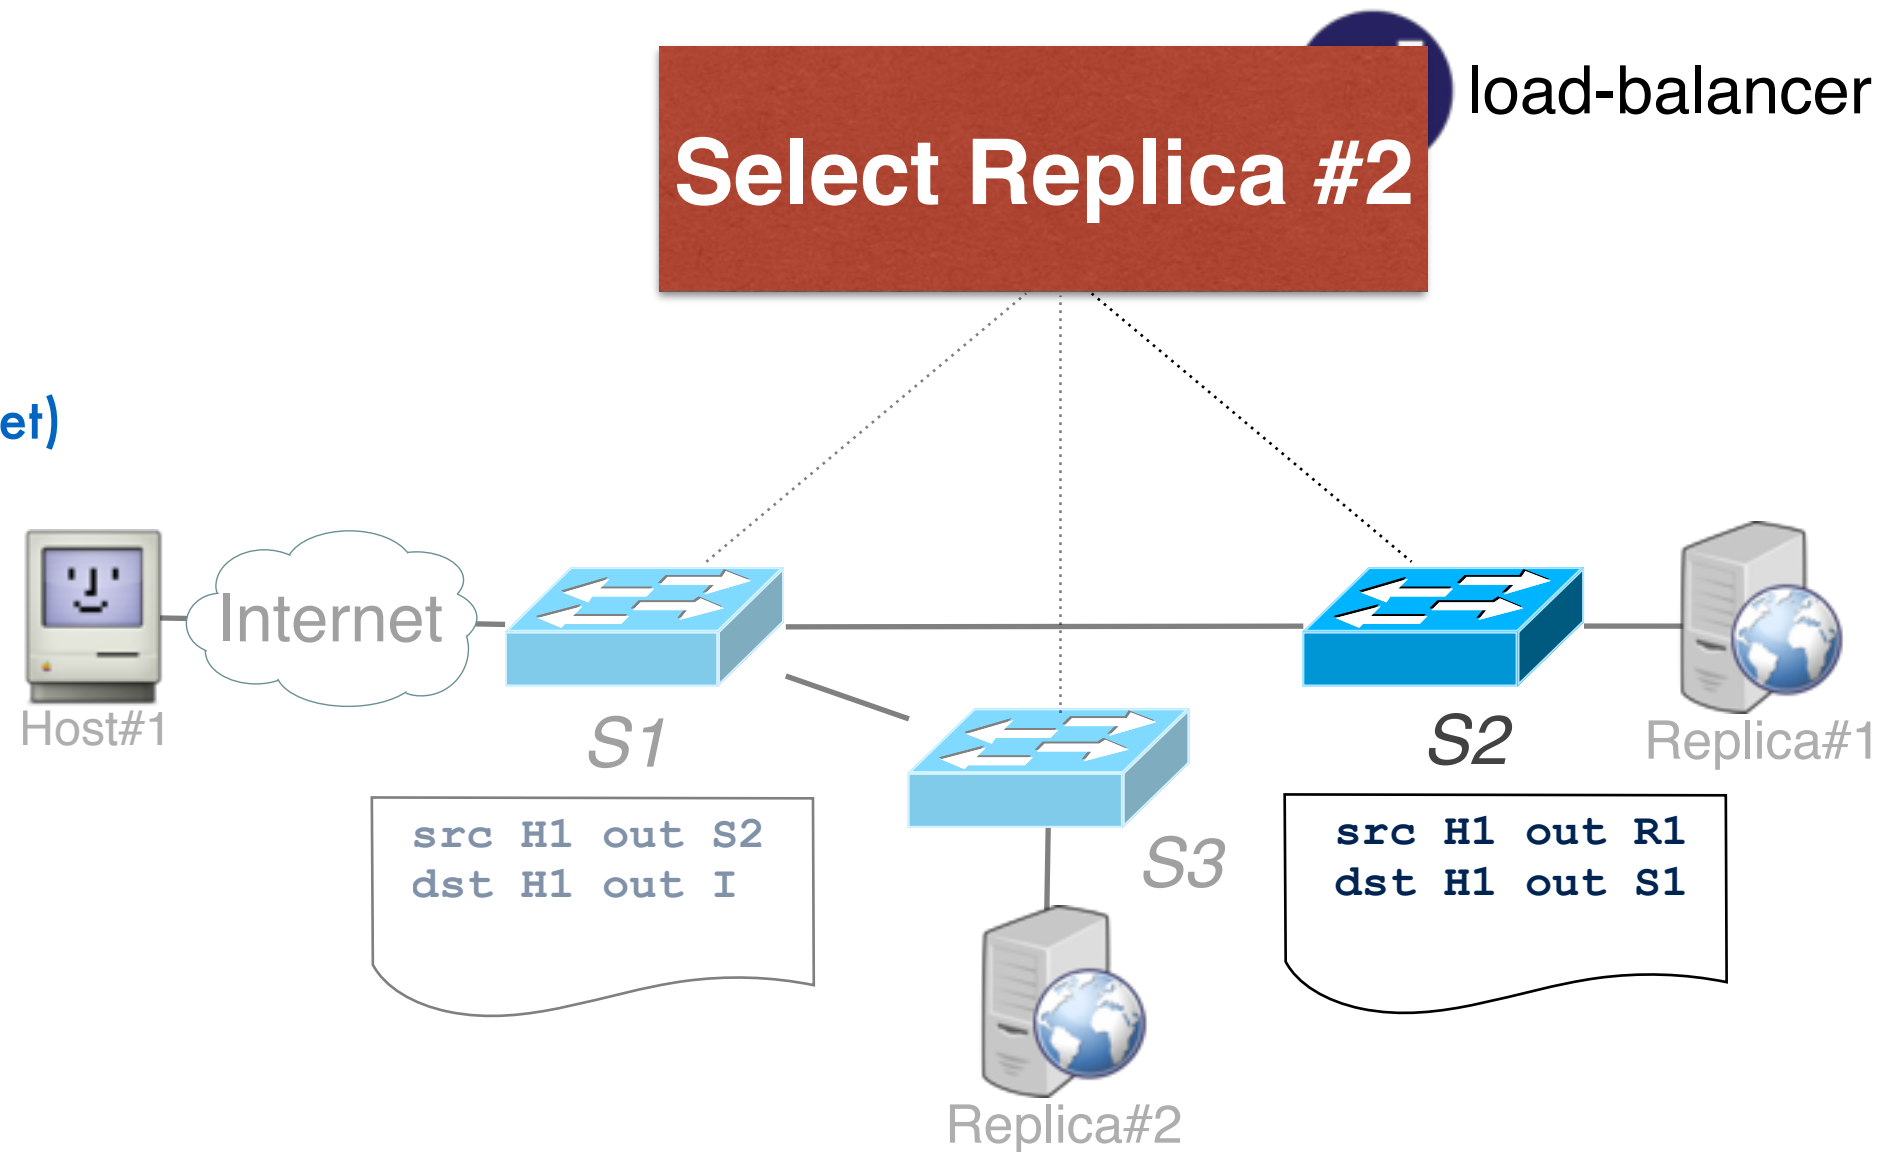 load-balancer
Select Replica #2
et)
Internet
Host#1
S1
S2
Replica#1
src H1 out S2
dst H1 out I
S3
src H1 out R1
dst H1 out S1
Replica#2